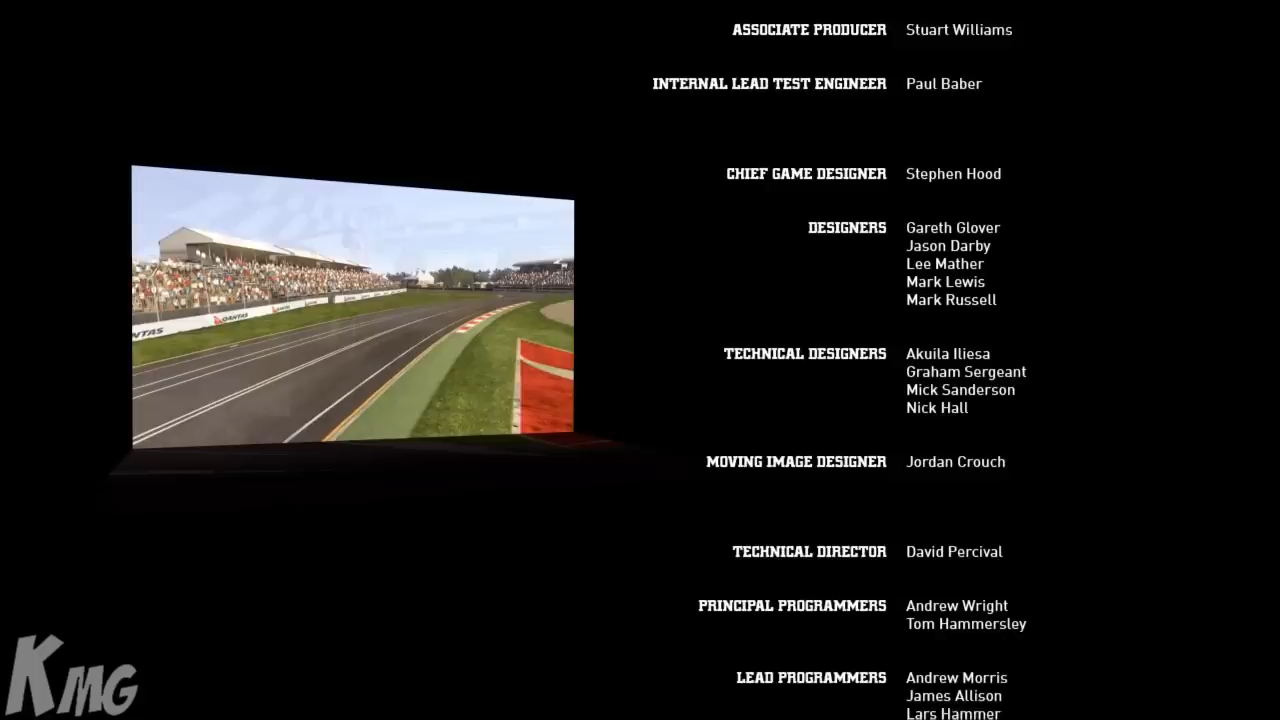 ASSOCIATE PRODUCER Stuart Williams
INTERNAL LEAD TEST ENGINEER Paul Baber
CHIEF GAME DESIGNER Stephen Hood
DESIGNERS Gareth Glover
Jason Darby
Lee Mather
Mark Lewis
Mark Russell
TECHNICAL DESIGNERS Akuila Iliesa
Graham Sergeant
Mick Sanderson
Nick Hall
MOVING IMAGE DESIGNER Jordan Crouch
TECHNICAL DIRECTOR David Percival
PRINCIPAL PROGRAMMERS Andrew Wright
Tom Hammersley
LEAD PROGRAMMERS Andrew Morris
James Allison
Lars Hammer
NTAS QANTAS
KMG